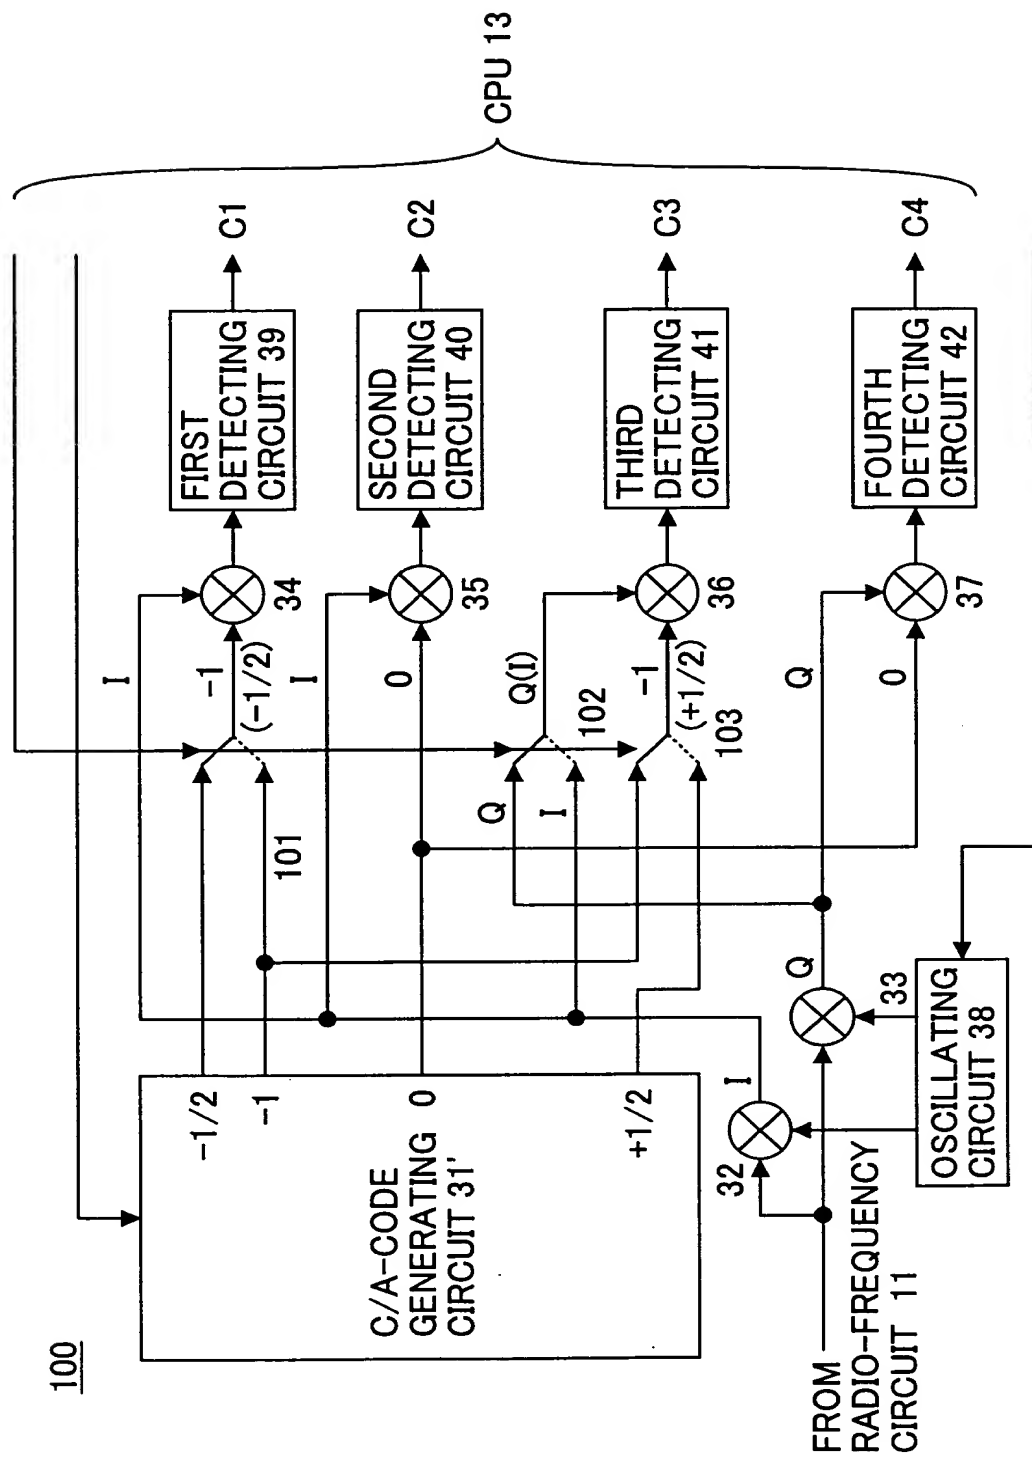 100
CPU 13
C/A-CODE
GENERATING
CIRCUIT 31'
-1/2
-1
0
+1/2
101
102
103
I
-1
(-1/2)
I
0
Q
I
Q(I)
-1
(+1/2)
Q
0
34
35
36
37
FIRST
DETECTING
CIRCUIT 39
C1
SECOND
DETECTING
CIRCUIT 40
C2
THIRD
DETECTING
CIRCUIT 41
C3
FOURTH
DETECTING
CIRCUIT 42
C4
32
I
Q
33
FROM
RADIO-FREQUENCY
CIRCUIT 11
OSCILLATING
CIRCUIT 38